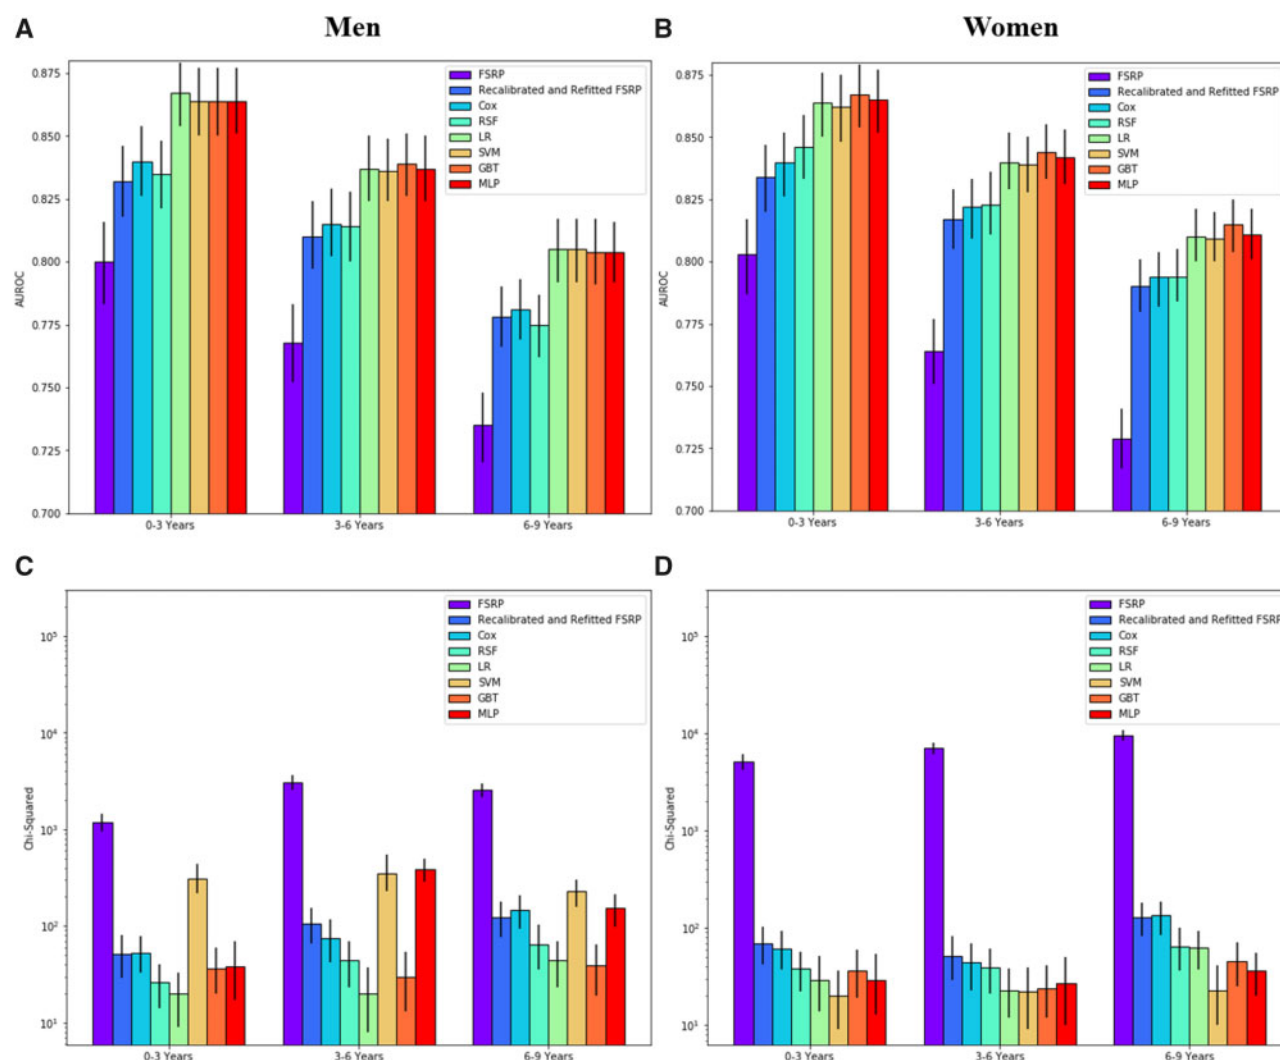 A
Men
B
Women
0.875
0.850
0.825
0.800
0.775
0.750
0.725
0.700
AUROC
FSRP
Recalibrated and Refitted FSRP
Cox
RSF
LR
SVM
GBT
MLP
0-3 Years
3-6 Years
6-9 Years
0.875
0.850
0.825
0.800
0.775
0.750
0.725
0.700
AUROC
FSRP
Recalibrated and Refitted FSRP
Cox
RSF
LR
SVM
GBT
MLP
0-3 Years
3-6 Years
6-9 Years
C
D
10⁵
10⁴
10³
10²
10¹
Chi-Squared
FSRP
Recalibrated and Refitted FSRP
Cox
RSF
LR
SVM
GBT
MLP
0-3 Years
3-6 Years
6-9 Years
10⁵
10⁴
10³
10²
10¹
Chi-Squared
FSRP
Recalibrated and Refitted FSRP
Cox
RSF
LR
SVM
GBT
MLP
0-3 Years
3-6 Years
6-9 Years